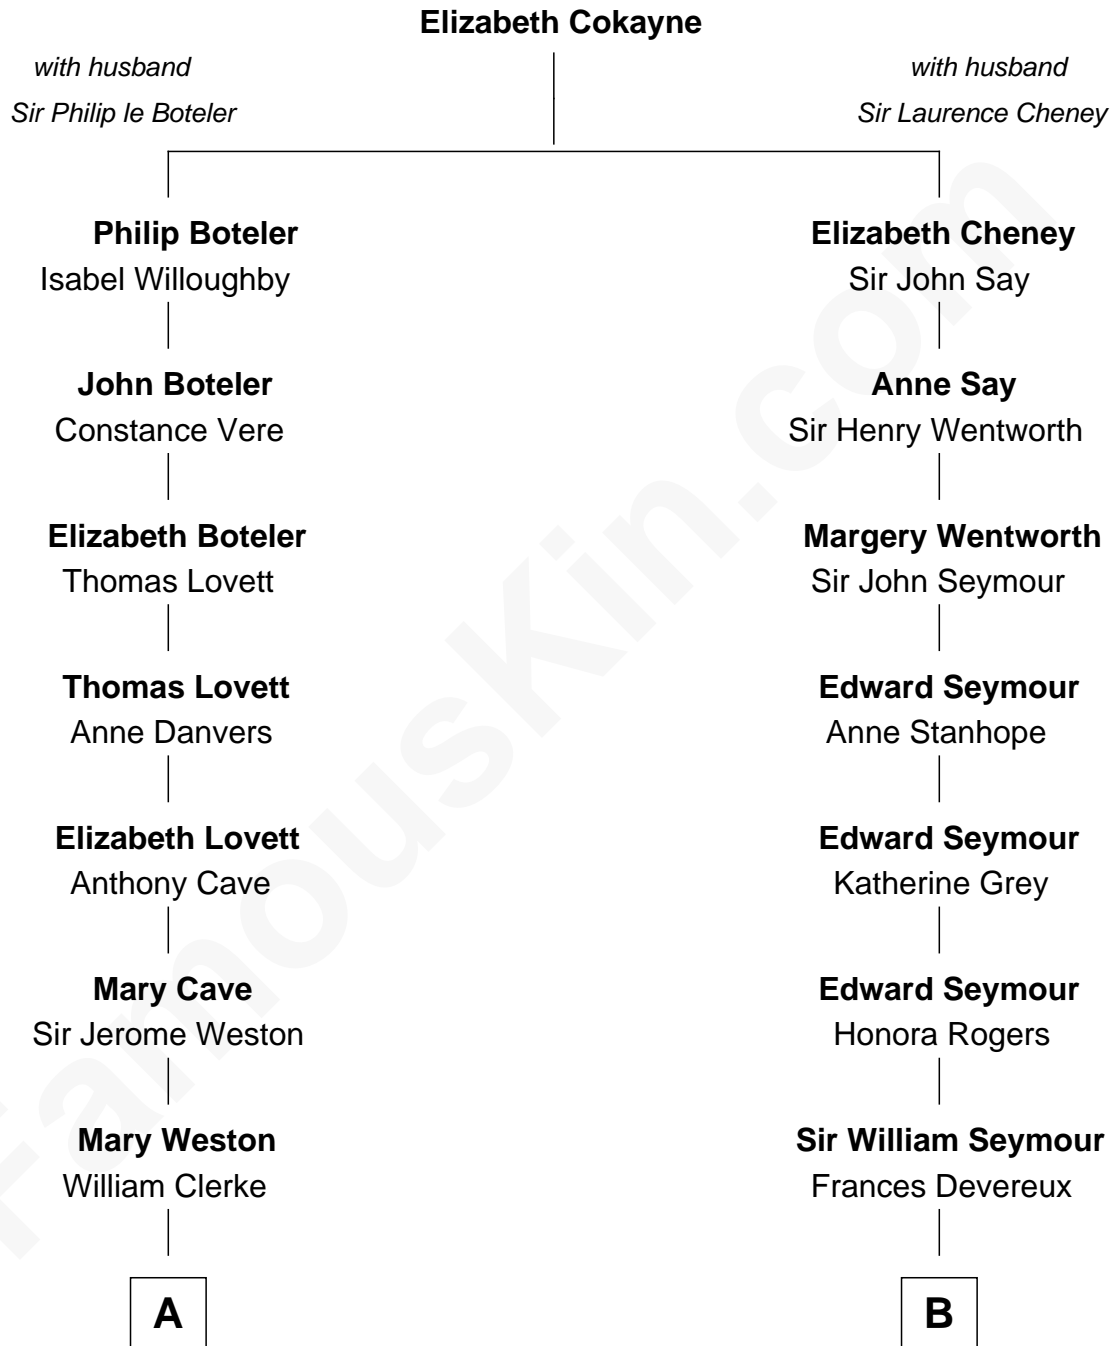 Elizabeth Cokayne
with husband
Sir Philip le Boteler
with husband
Sir Laurence Cheney
Philip Boteler
Isabel Willoughby
Elizabeth Cheney
Sir John Say
John Boteler
Constance Vere
Anne Say
Sir Henry Wentworth
Elizabeth Boteler
Thomas Lovett
Margery Wentworth
Sir John Seymour
Thomas Lovett
Anne Danvers
Edward Seymour
Anne Stanhope
Elizabeth Lovett
Anthony Cave
Edward Seymour
Katherine Grey
Mary Cave
Sir Jerome Weston
Edward Seymour
Honora Rogers
Mary Weston
William Clerke
Sir William Seymour
Frances Devereux
A
B
FamousKin.com